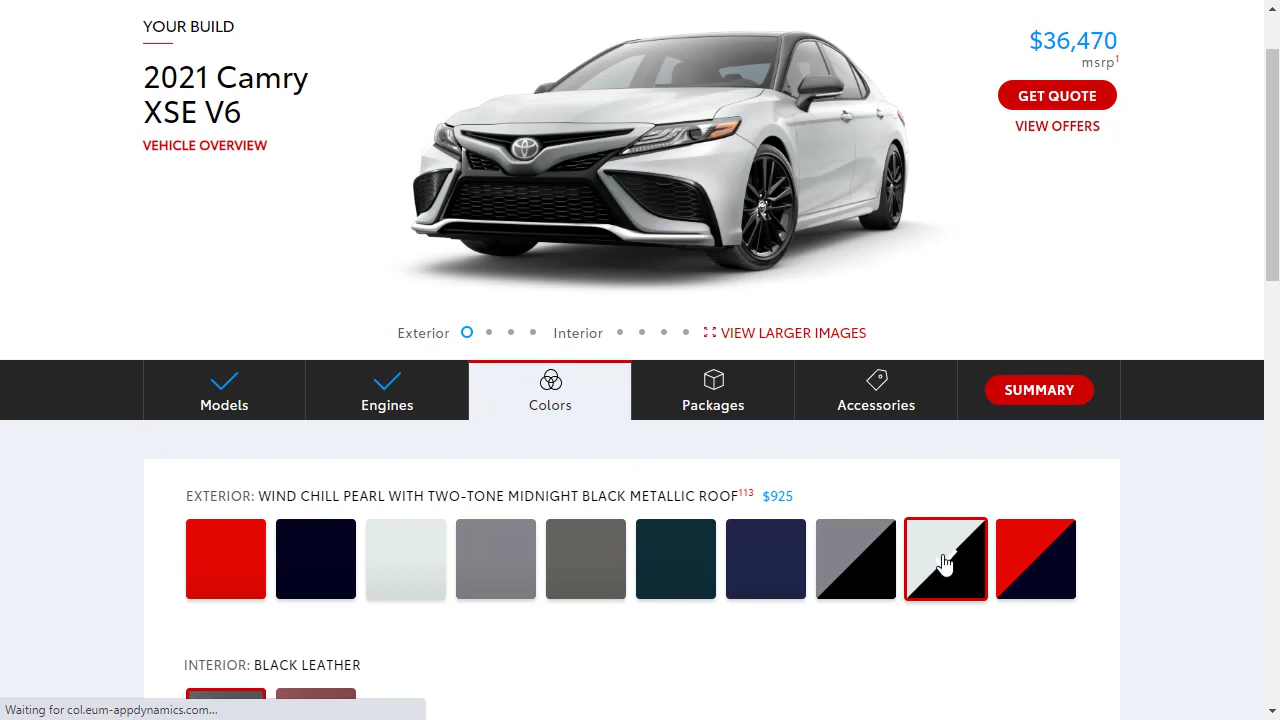 YOUR BUILD
2021 Camry
XSE V6
VEHICLE OVERVIEW
$36,470
msrp1
GET QUOTE
VIEW OFFERS
Exterior
Interior
VIEW LARGER IMAGES
Models
Engines
Colors
Packages
Accessories
SUMMARY
EXTERIOR: WIND CHILL PEARL WITH TWO-TONE MIDNIGHT BLACK METALLIC ROOF113 $925
INTERIOR: BLACK LEATHER
Waiting for col.eum-appdynamics.com...